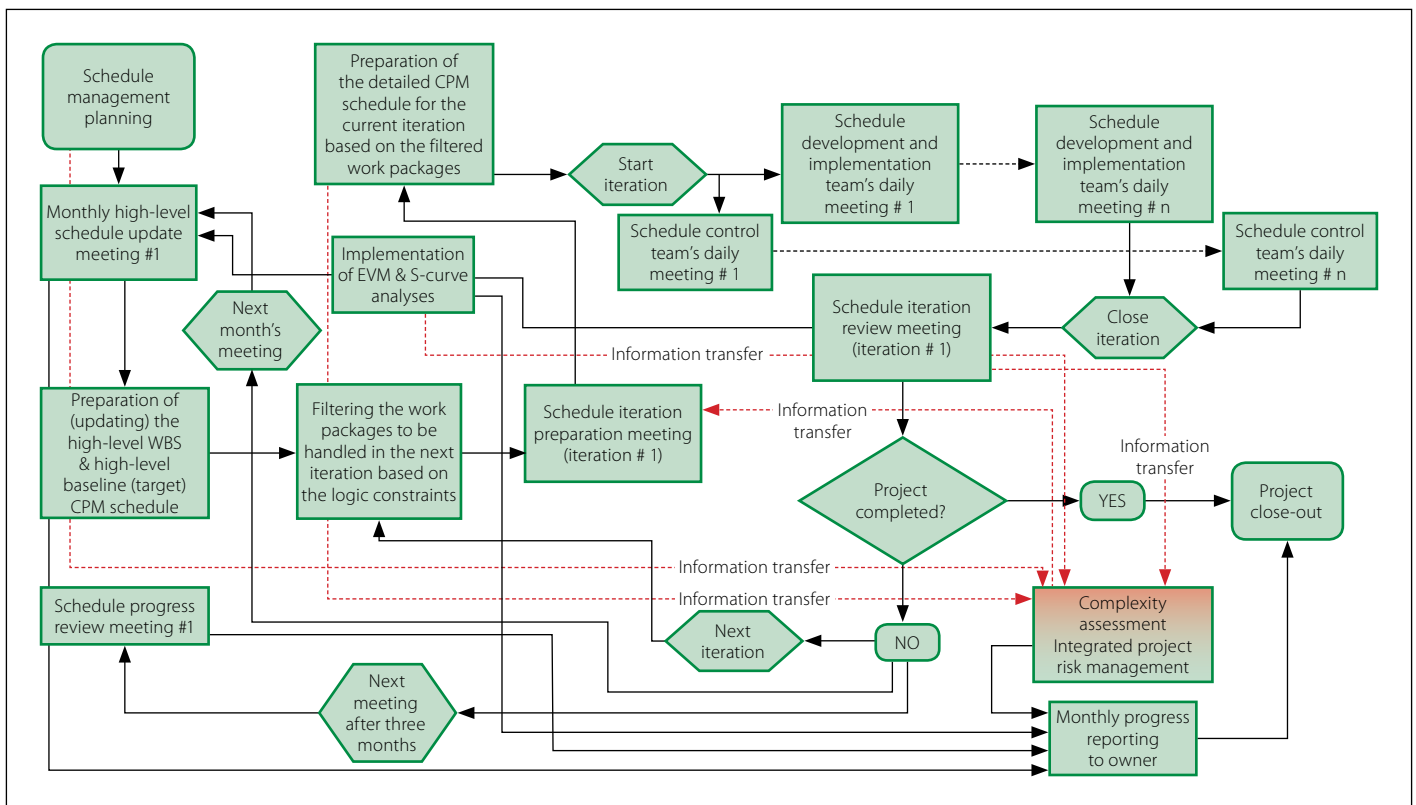 Schedule
management
planning
Preparation of
the detailed CPM
schedule for the
current iteration
based on the filtered
work packages
Start
iteration
Schedule
development and
implementation
team's daily
meeting # 1
Schedule
development and
implementation
team's daily
meeting # n
Monthly high-level
schedule update
meeting #1
Implementation
of EVM & S-curve
analyses
Schedule control
team's daily
meeting # 1
Schedule control
team's daily
meeting # n
Next
month's
meeting
Schedule iteration
review meeting
(iteration # 1)
Close
iteration
Information transfer
Preparation of
(updating) the
high-level WBS
& high-level
baseline (target)
CPM schedule
Filtering the work
packages to be
handled in the next
iteration based on
the logic constraints
Schedule iteration
preparation meeting
(iteration # 1)
Information
transfer
Information
transfer
Project
completed?
YES
Project
close-out
Information transfer
Information transfer
Schedule progress
review meeting #1
Next
iteration
NO
Complexity
assessment
Integrated project
risk management
Next
meeting
after three
months
Monthly progress
reporting
to owner